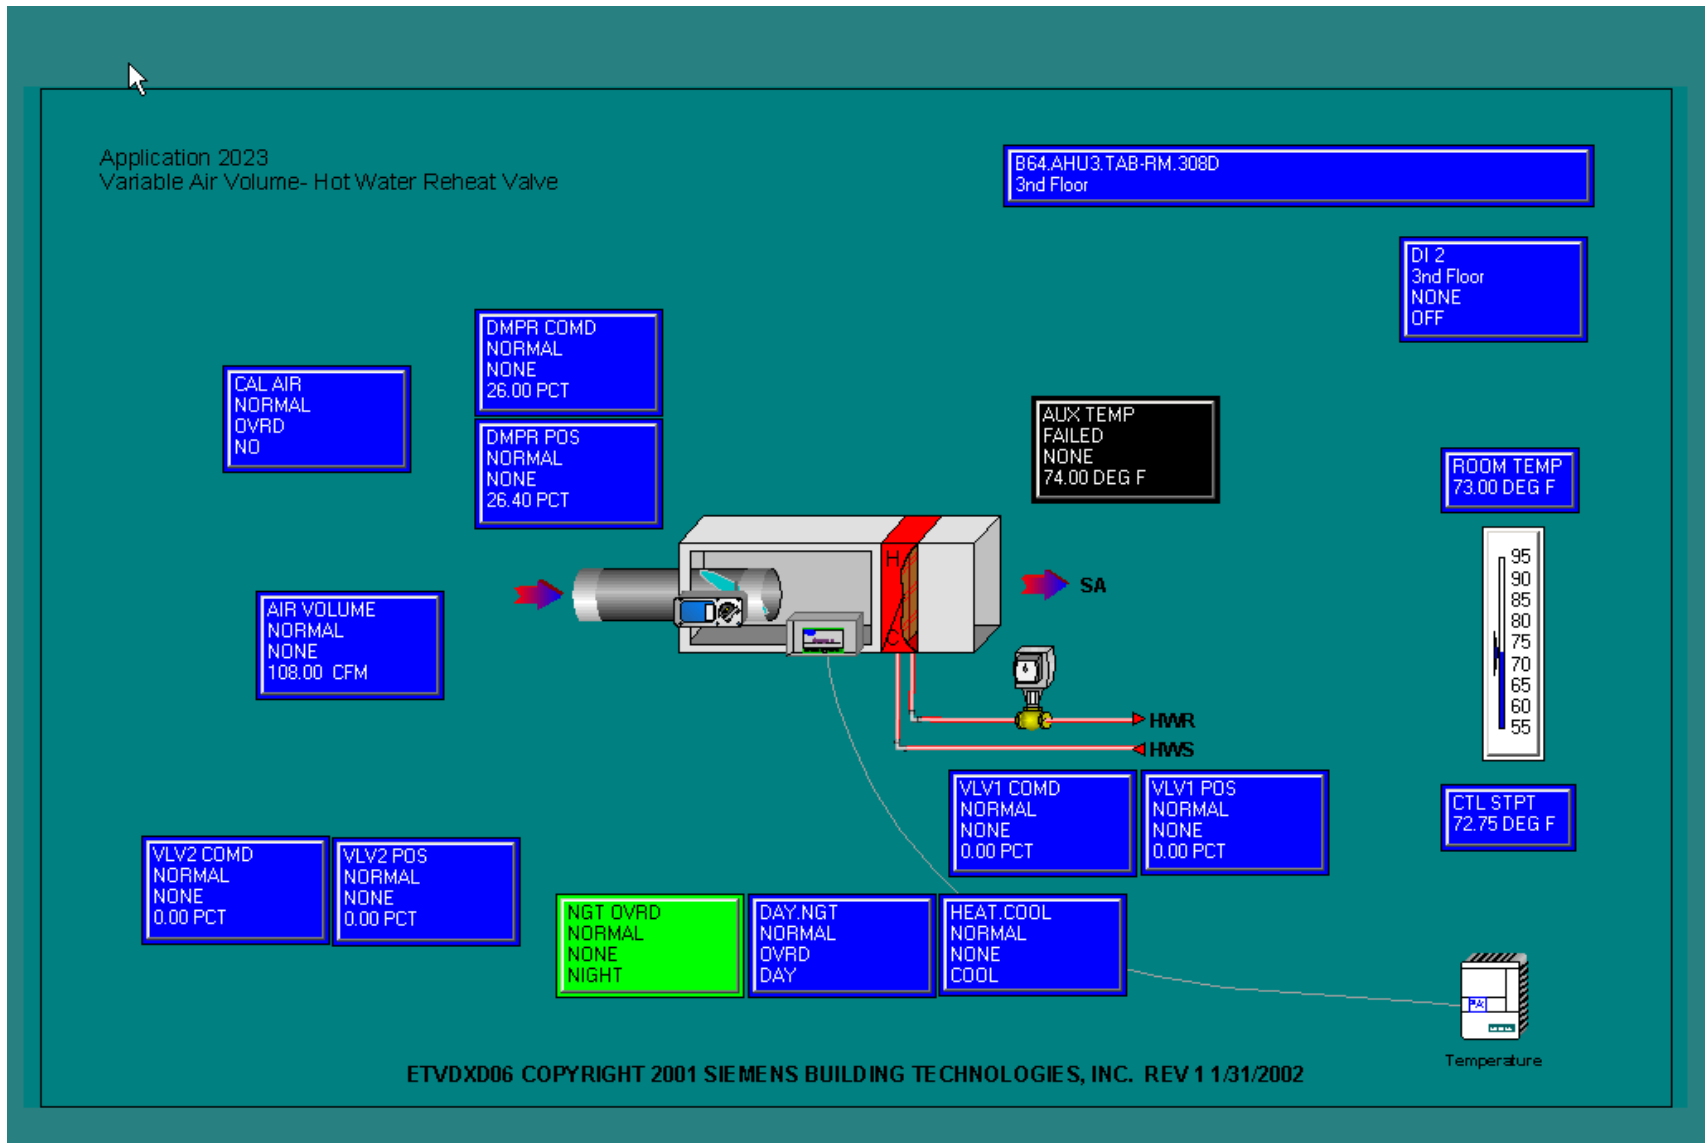 Application 2023
Variable Air Volume- Hot Water Reheat Valve
B64.AHU3.TAB-RM.308D
3nd Floor
DI 2
3nd Floor
NONE
OFF
DMPR COMD
NORMAL
NONE
26.00 PCT
CAL AIR
NORMAL
OVRD
NO
DMPR POS
NORMAL
NONE
26.40 PCT
AUX TEMP
FAILED
NONE
74.00 DEG F
ROOM TEMP
73.00 DEG F
H
C
SA
AIR VOLUME
NORMAL
NONE
108.00 CFM
95
90
85
80
75
70
65
60
55
HWR
HWS
VLV1 COMD
NORMAL
NONE
0.00 PCT
VLV1 POS
NORMAL
NONE
0.00 PCT
CTL STPT
72.75 DEG F
VLV2 COMD
NORMAL
NONE
0.00 PCT
VLV2 POS
NORMAL
NONE
0.00 PCT
NGT OVRD
NORMAL
NONE
NIGHT
DAY.NGT
NORMAL
OVRD
DAY
HEAT.COOL
NORMAL
NONE
COOL
Temperature
ETVDXD06 COPYRIGHT 2001 SIEMENS BUILDING TECHNOLOGIES, INC. REV 1 1/31/2002